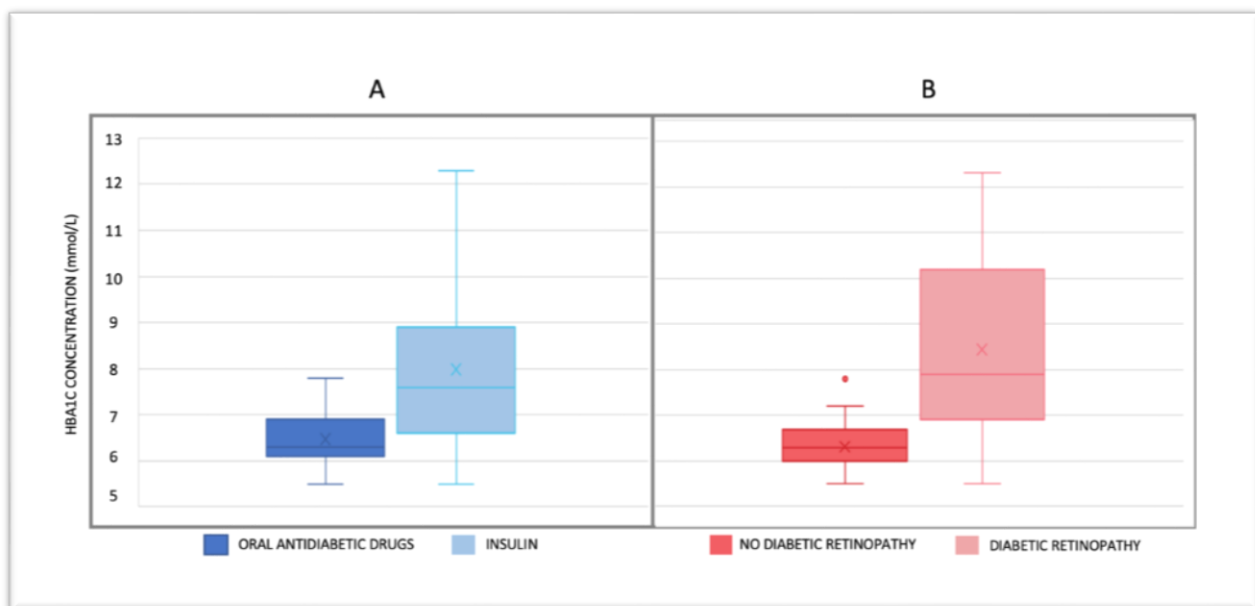 A
B
HBA1C CONCENTRATION (mmol/L)
13
12
11
10
9
8
7
6
5
ORAL ANTIDIABETIC DRUGS
INSULIN
NO DIABETIC RETINOPATHY
DIABETIC RETINOPATHY